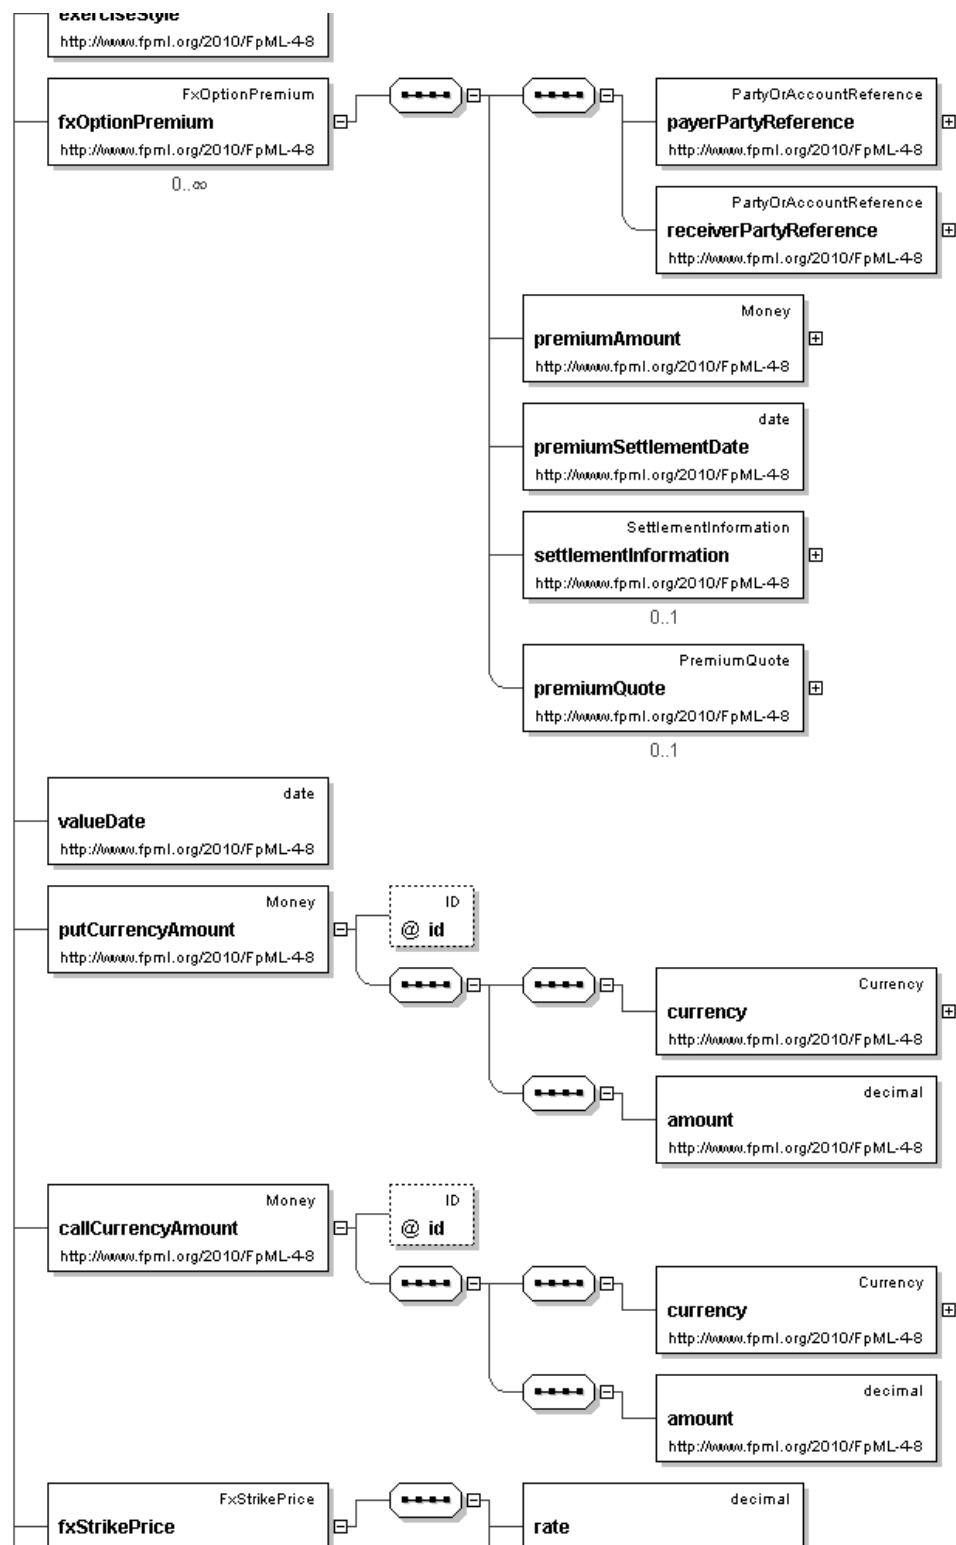 exerciseStyle
http://www.fpml.org/2010/FpML-4-8
FxOptionPremium
fxOptionPremium
http://www.fpml.org/2010/FpML-4-8
0..∞
PartyOrAccountReference
payerPartyReference
http://www.fpml.org/2010/FpML-4-8
PartyOrAccountReference
receiverPartyReference
http://www.fpml.org/2010/FpML-4-8
Money
premiumAmount
http://www.fpml.org/2010/FpML-4-8
date
premiumSettlementDate
http://www.fpml.org/2010/FpML-4-8
SettlementInformation
settlementInformation
http://www.fpml.org/2010/FpML-4-8
0..1
PremiumQuote
premiumQuote
http://www.fpml.org/2010/FpML-4-8
0..1
date
valueDate
http://www.fpml.org/2010/FpML-4-8
Money
putCurrencyAmount
http://www.fpml.org/2010/FpML-4-8
ID
@ id
Currency
currency
http://www.fpml.org/2010/FpML-4-8
decimal
amount
http://www.fpml.org/2010/FpML-4-8
Money
callCurrencyAmount
http://www.fpml.org/2010/FpML-4-8
ID
@ id
Currency
currency
http://www.fpml.org/2010/FpML-4-8
decimal
amount
http://www.fpml.org/2010/FpML-4-8
FxStrikePrice
fxStrikePrice
decimal
rate